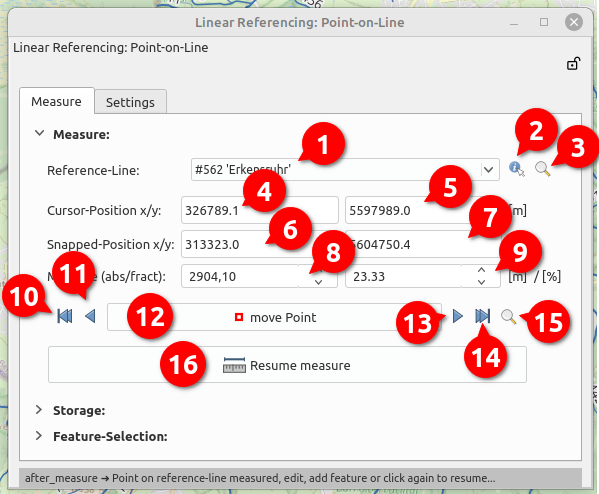 Linear Referencing: Point-on-Line
Linear Referencing: Point-on-Line
Measure Settings
Measure:
1 2 3
Reference-Line: #562 'Erkensruhr'
4 5
Cursor-Position x/y: 326789.1 5597989.0 [m]
6 7
Snapped-Position x/y: 313323.0 5604750.4
8 9
(abs/fract): 2904,10 23.33 [m] / [%]
10 11 12 move Point 13 14 15
16 Resume measure
Storage:
Feature-Selection:
after_measure ➜ Point on reference-line measured, edit, add feature or click again to resume...